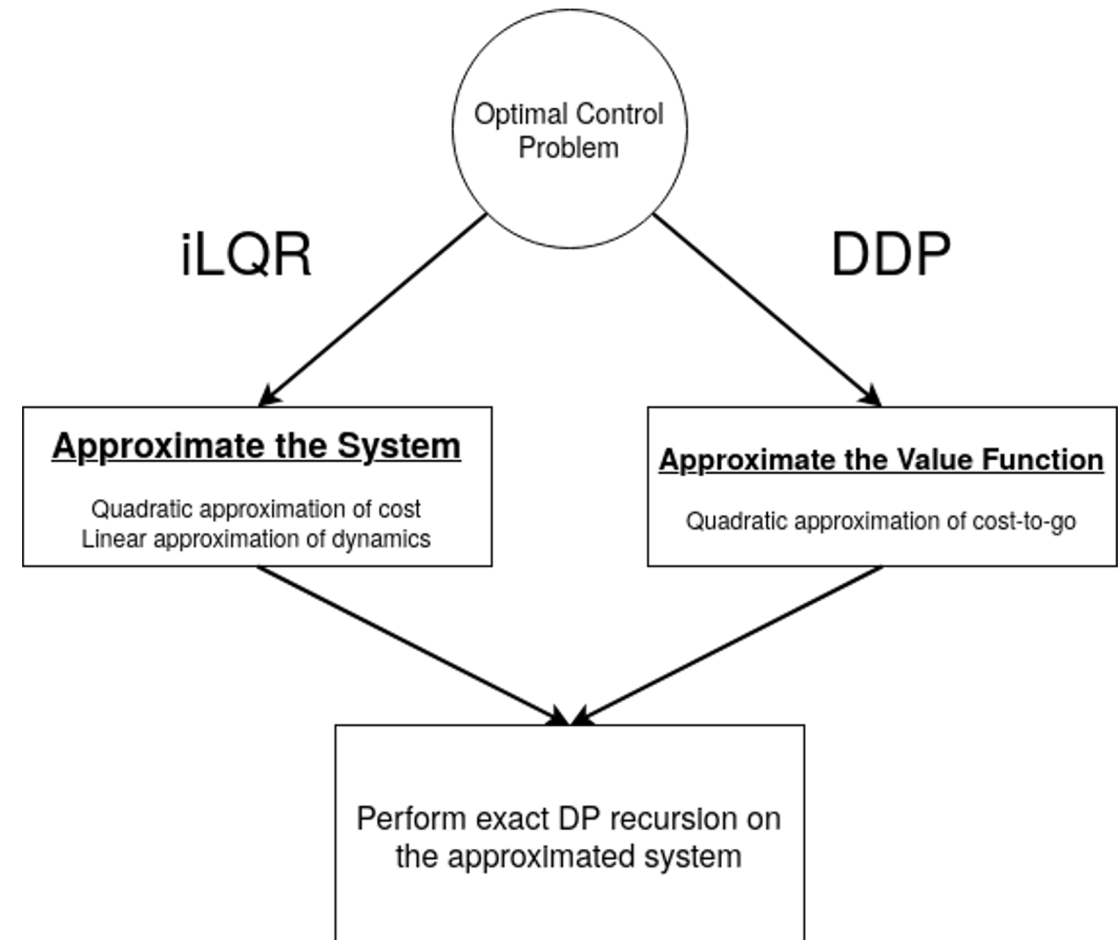 Optimal Control
Problem
iLQR
DDP
Approximate the System
Quadratic approximation of cost
Linear approximation of dynamics
Approximate the Value Function
Quadratic approximation of cost-to-go
Perform exact DP recursion on
the approximated system